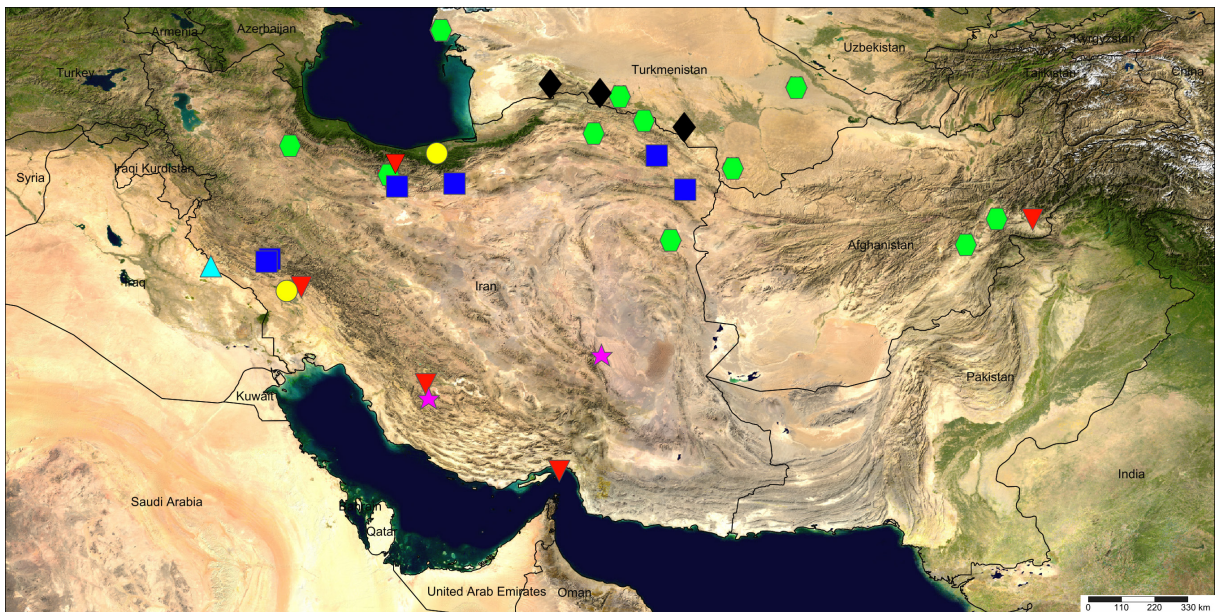 Armenia
Azerbaijan
Kyrgyzstan
Uzbekistan
Turkey
Turkmenistan
Tajikistan
China
Iraqi Kurdistan
Syria
Afghanistan
Iraq
Iran
Pakistan
Kuwait
India
Saudi Arabia
Bahrain
Qatar
United Arab Emirates
Oman
0 110 220 330 km